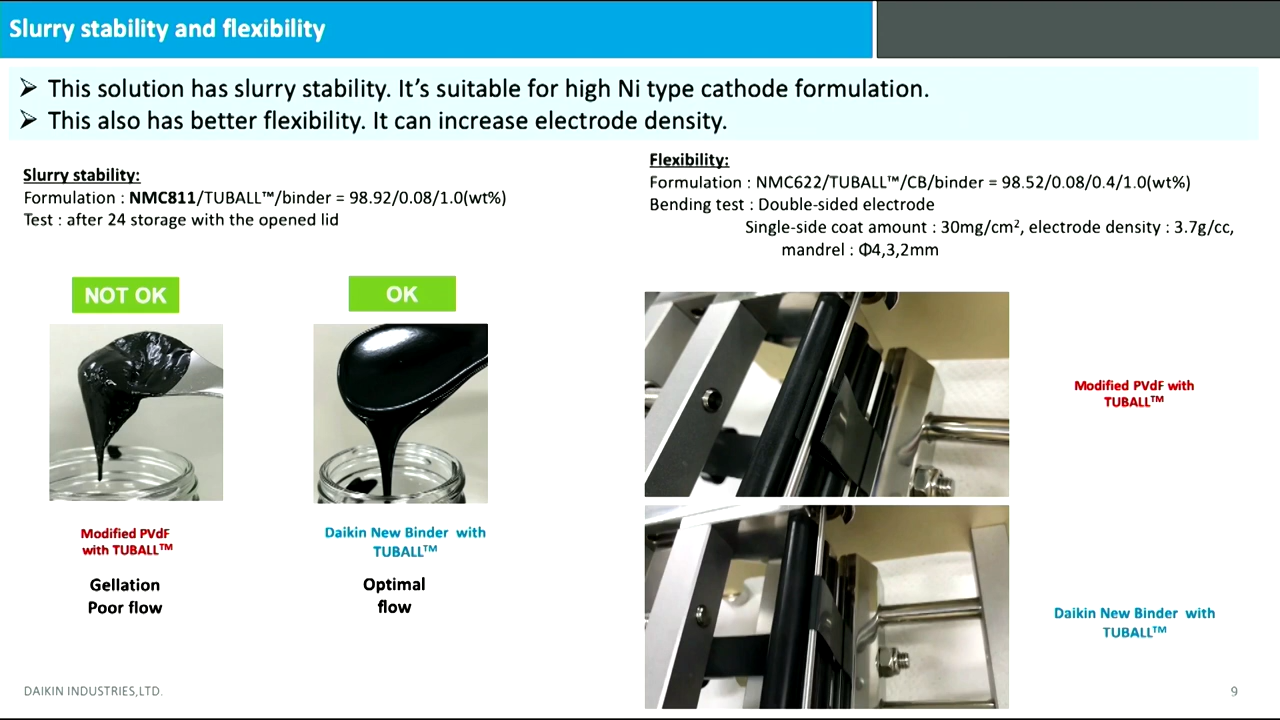 Slurry stability and flexibility
➢ This solution has slurry stability. It's suitable for high Ni type cathode formulation.
➢ This also has better flexibility. It can increase electrode density.
Slurry stability:
Formulation : NMC811/TUBALL™/binder = 98.92/0.08/1.0(wt%)
Test : after 24 storage with the opened lid
NOT OK
OK
Modified PVdF
with TUBALL™
Gellation
Poor flow
Daikin New Binder with
TUBALL™
Optimal
flow
Flexibility:
Formulation : NMC622/TUBALL™/CB/binder = 98.52/0.08/0.4/1.0(wt%)
Bending test : Double-sided electrode
Single-side coat amount : 30mg/cm², electrode density : 3.7g/cc,
mandrel : Φ4,3,2mm
Modified PVdF with
TUBALL™
Daikin New Binder with
TUBALL™
DAIKIN INDUSTRIES,LTD.
9